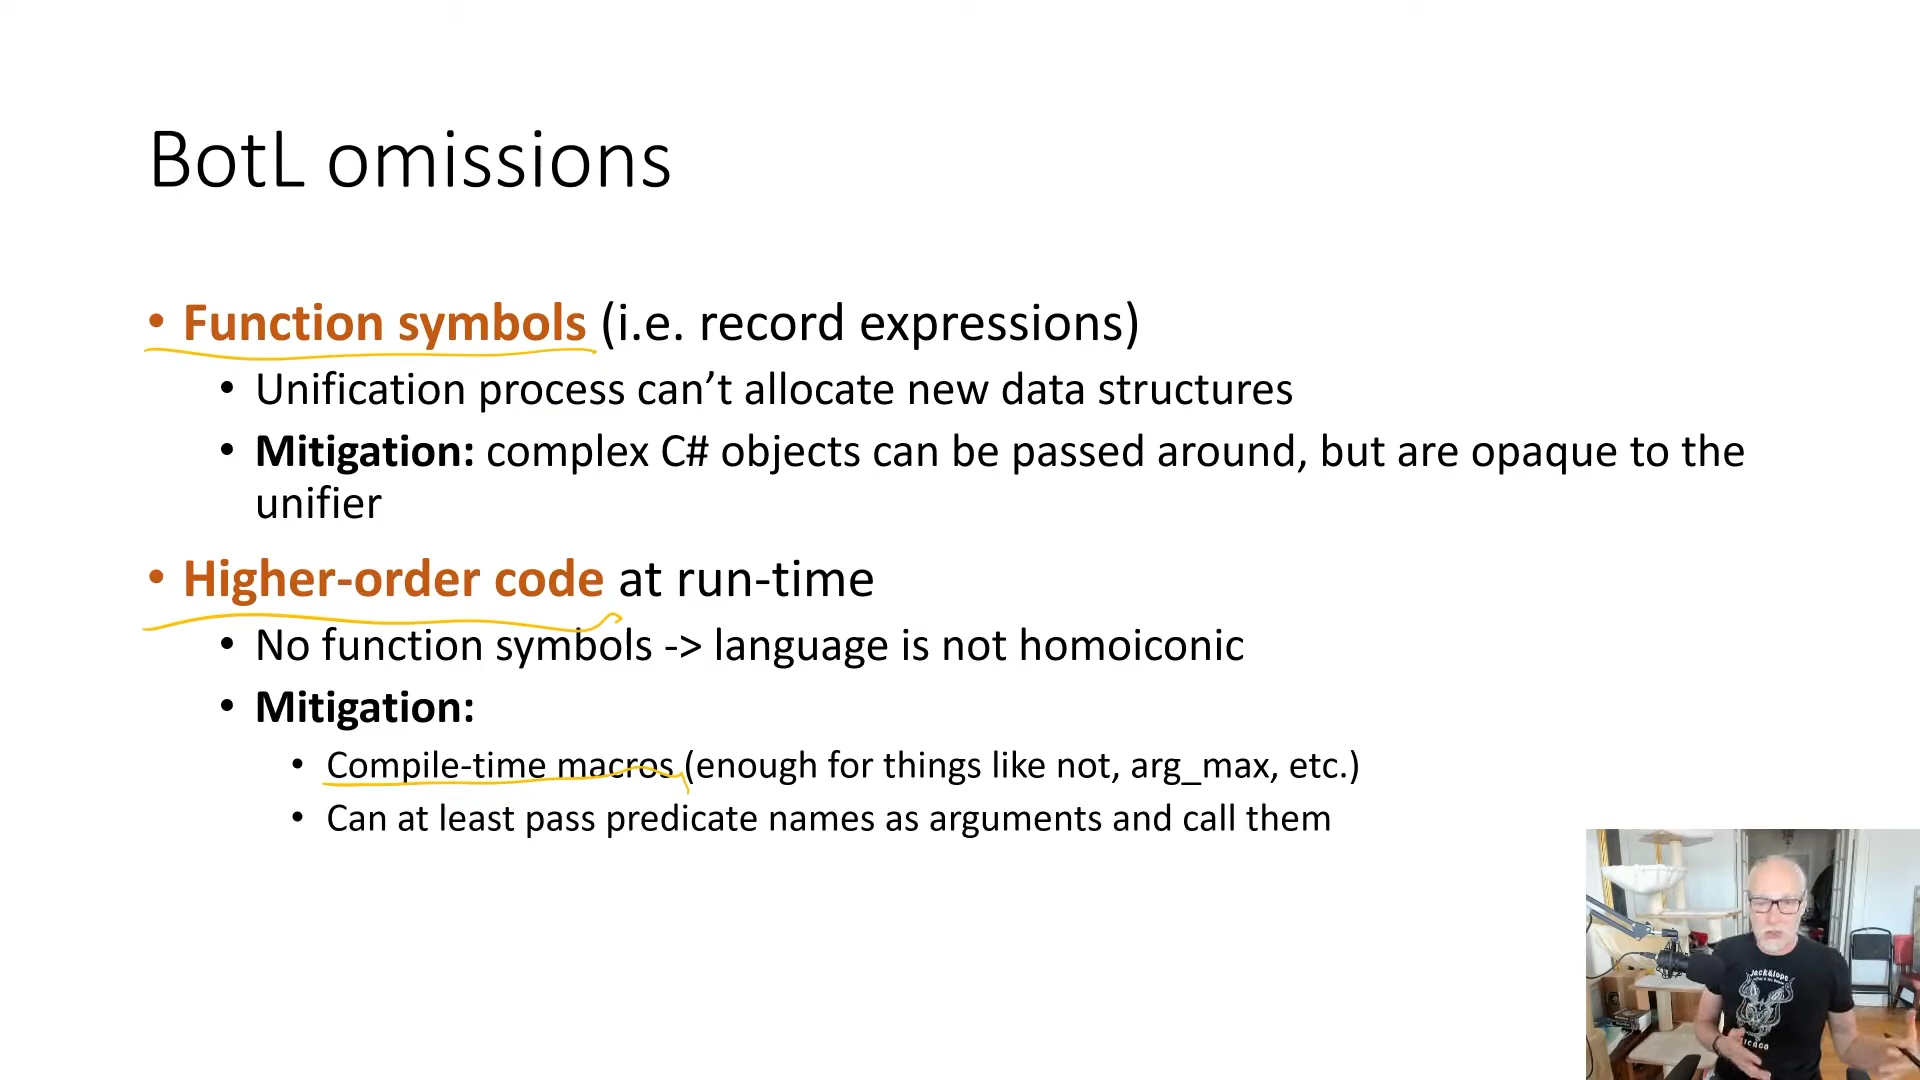 BotL omissions
• Function symbols (i.e. record expressions)
• Unification process can’t allocate new data structures
• Mitigation: complex C# objects can be passed around, but are opaque to the
unifier
• Higher-order code at run-time
• No function symbols -> language is not homoiconic
• Mitigation:
• Compile-time macros (enough for things like not, arg_max, etc.)
• Can at least pass predicate names as arguments and call them
Jackalope